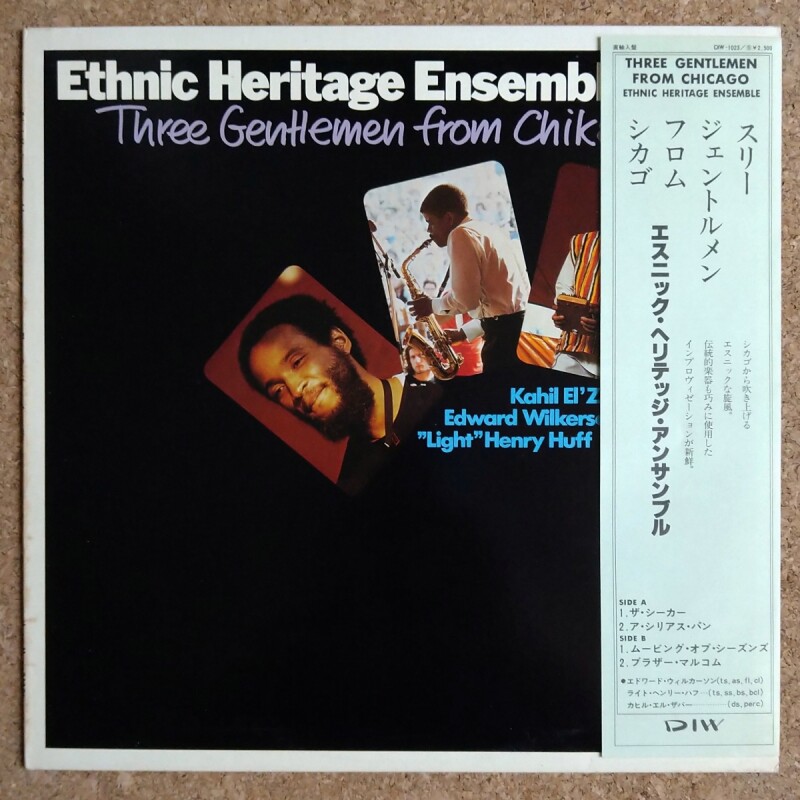 Ethnic Heritage Ensembl
Three Gentlemen from Chik
Kahil El'Z
Edward Wilkerso
"Light" Henry Huff
直輸入盤
DIW-1020/Ⓡ¥2,500
THREE GENTLEMEN
FROM CHICAGO
ETHNIC HERITAGE ENSEMBLE
スリー
ジェントルメン
フロム
シカゴ
エスニック・ヘリテッジ・アンサンブル
シカゴから吹き上げる
エスニックな旋風。
伝統的楽器も巧みに使用した
インプロヴィゼーションが新鮮。
SIDE A
1.ザ・シーカー
2.ア・シリアス・パン
SIDE B
1.ムービング・オブ・シーズンズ
2.ブラザー・マルコム
●エドワード・ウィルカーソン(ts, as, fl, cl)
ライト・ヘンリー・ハフ…(ts, ss, bs, bcl)
カヒル・エル・ザバー………(ds, perc)
DIW